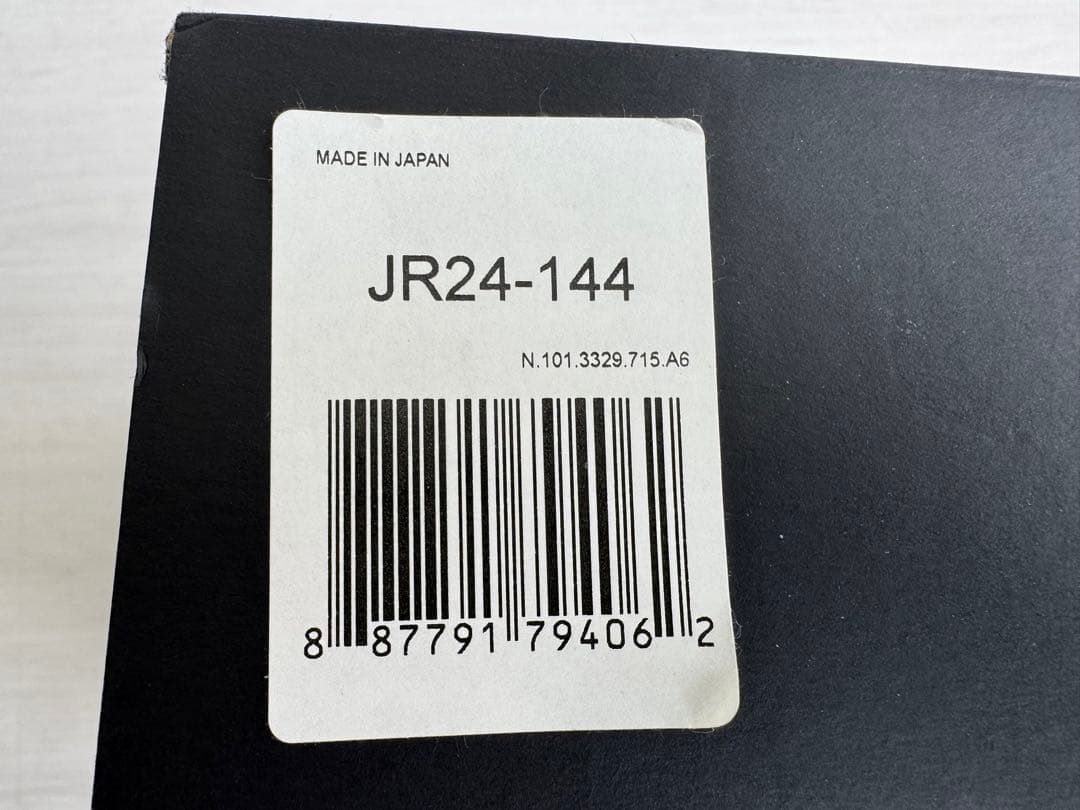 MADE IN JAPAN
JR24-144
N.101.3329.715.A6
8 87791 79406 2